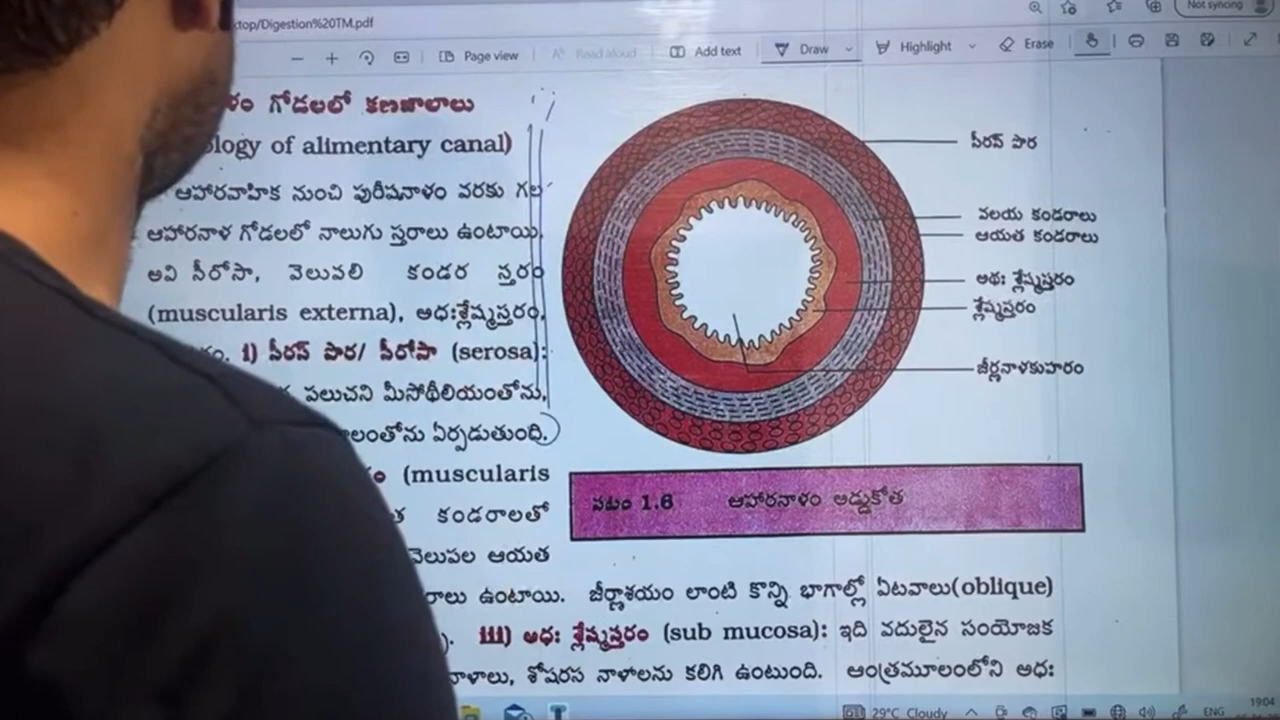 top/Digestion%20TM.pdf
Not syncing
Page view
Read aloud
Add text
Draw
Highlight
Erase
గోడలలో కణజాలాలు
logy of alimentary canal)
ఆహారవాహిక నుంచి పురీషనాళం వరకు గల
ఆహారనాళ గోడలలో నాలుగు స్తరాలు ఉంటాయి.
అవి సీరోసా, వెలుపలి కండర స్తరం
(muscularis externa), అధఃశ్లేష్మస్తరం,
i) పీరస్ పొర/ సీరోసా (serosa):
పలుచని మీసోథీలియంతోను,
లంతోను ఏర్పడుతుంది.
(muscularis
కండరాలతో
వెలుపల ఆయత
రాలు ఉంటాయి. జీర్ణాశయం లాంటి కొన్ని భాగాల్లో ఏటవాలు(oblique)
iii) అధః శ్లేష్మస్తరం (sub mucosa): ఇది వదులైన సంయోజక
నాళాలు, శోషరస నాళాలను కలిగి ఉంటుంది. ఆంత్రమూలంలోని అధః
పీరస్ పొర
వలయ కండరాలు
ఆయత కండరాలు
అథః శ్లేష్మస్తరం
శ్లేష్మస్తరం
జీర్ణనాళకుహరం
పటం 1.6 ఆహారనాళం అడ్డుకోత
29°C Cloudy
ENG
19:04